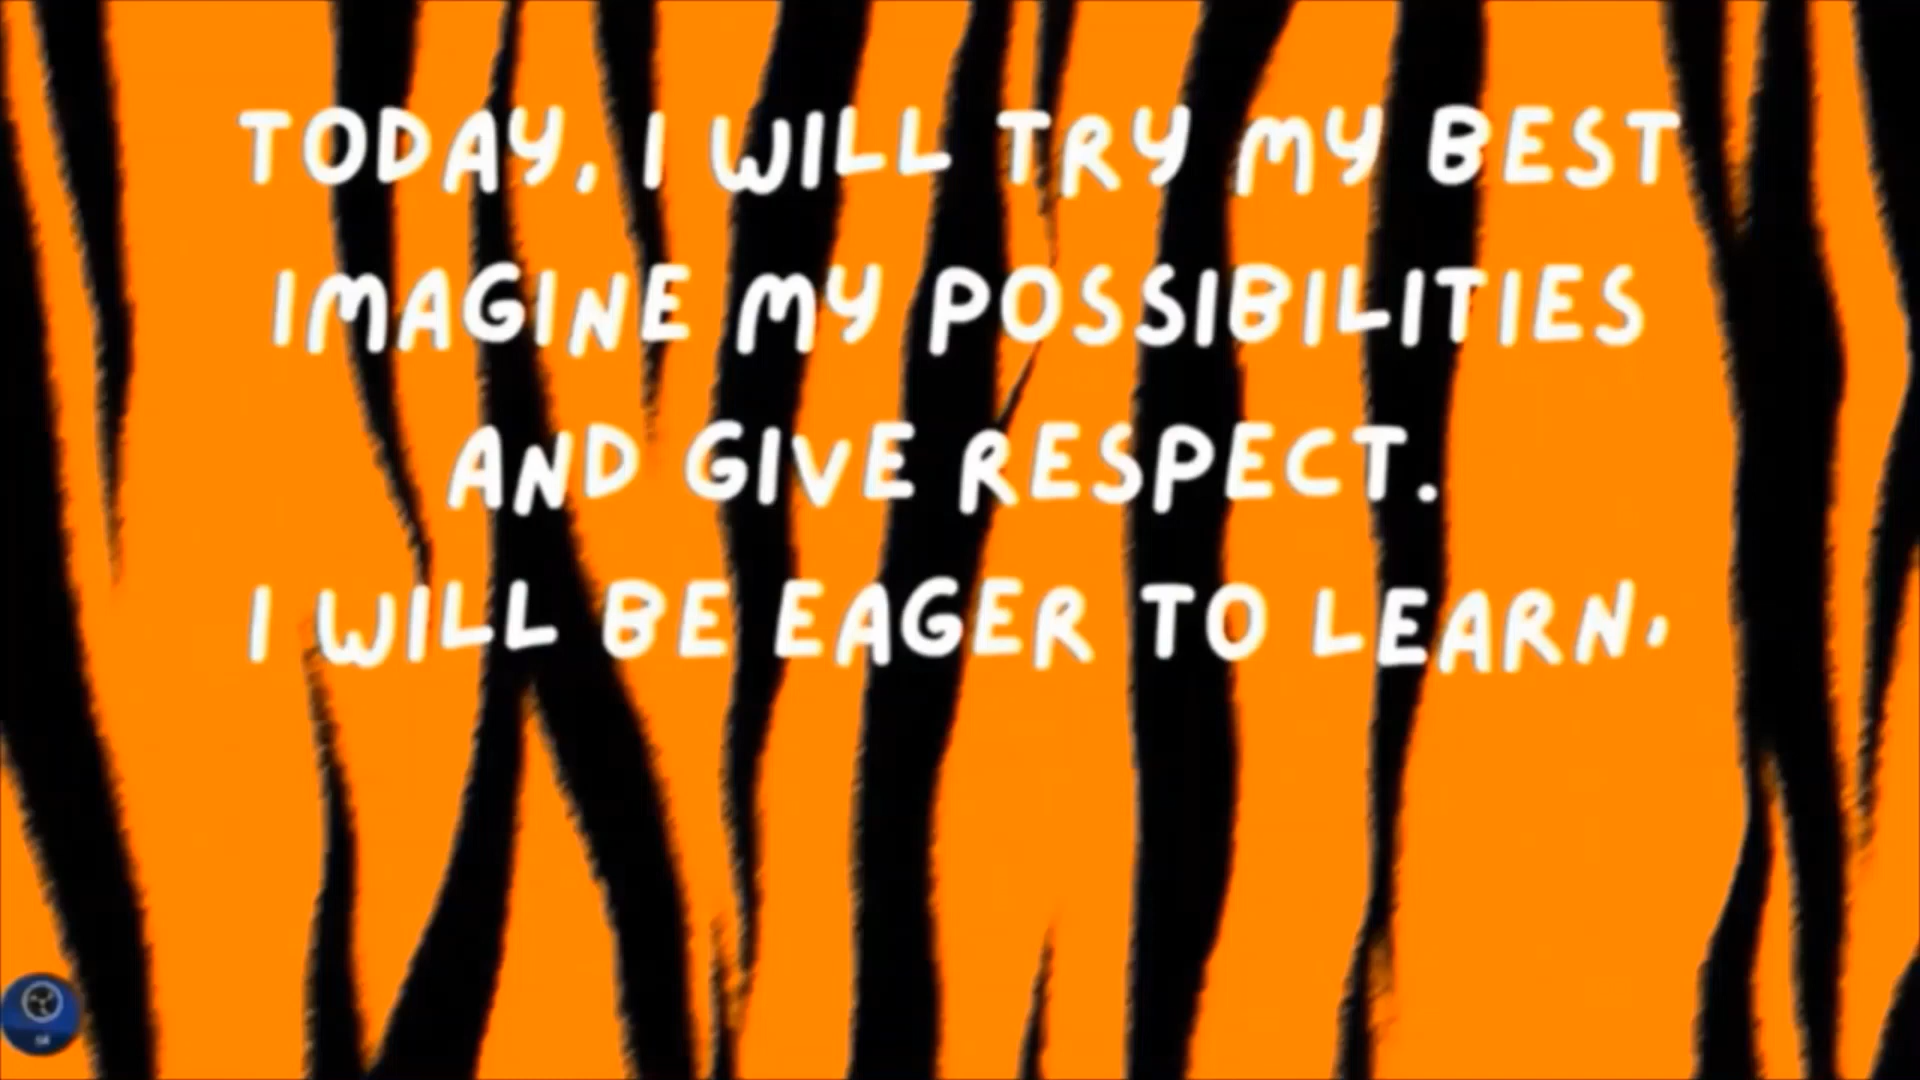 TODAY, I WILL TRY MY BEST
IMAGINE MY POSSIBILITIES
AND GIVE RESPECT.
I WILL BE EAGER TO LEARN,